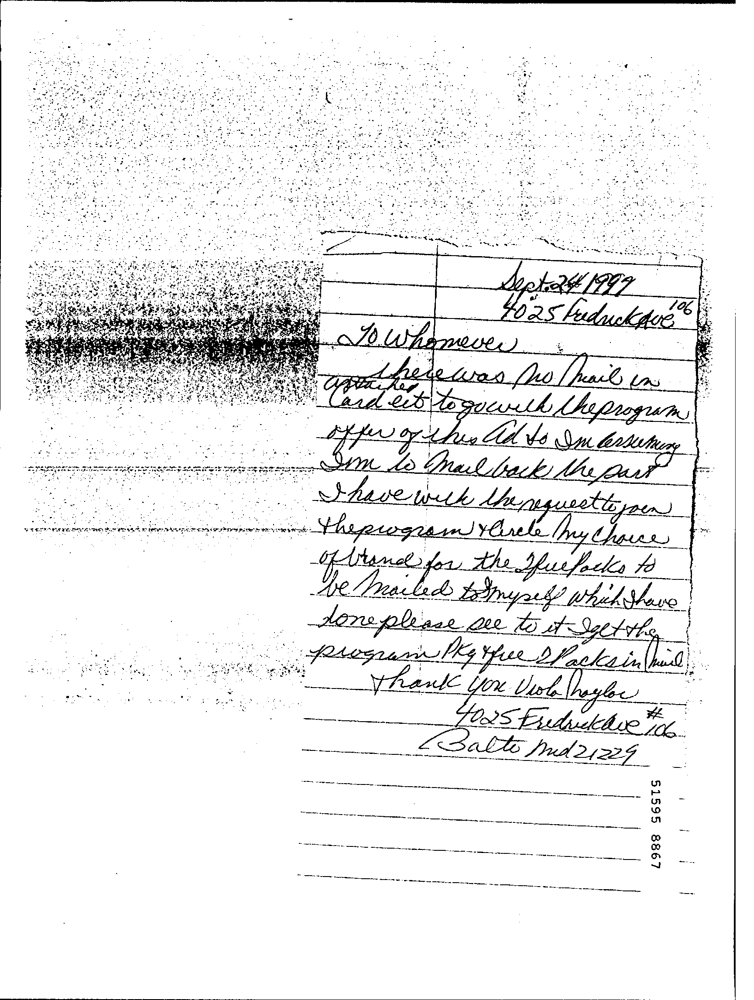 Sept. 24 1999
4025 Fredrick Ave 106
To Whomever
there was no mail in
attached
Card eit to go with the program
offer of this Ad so Im assuming
Im to mail back the part
I have with the request to join
the program & Circle my choice
of brand for the 2 free Packs to
be mailed to myself which I have
done please see to it I get the
program Pkg & free 2 Packs in mail
Thank you Viola Naylor
4025 Fredrick Ave # 106
Balto Md 21229
51595 8867